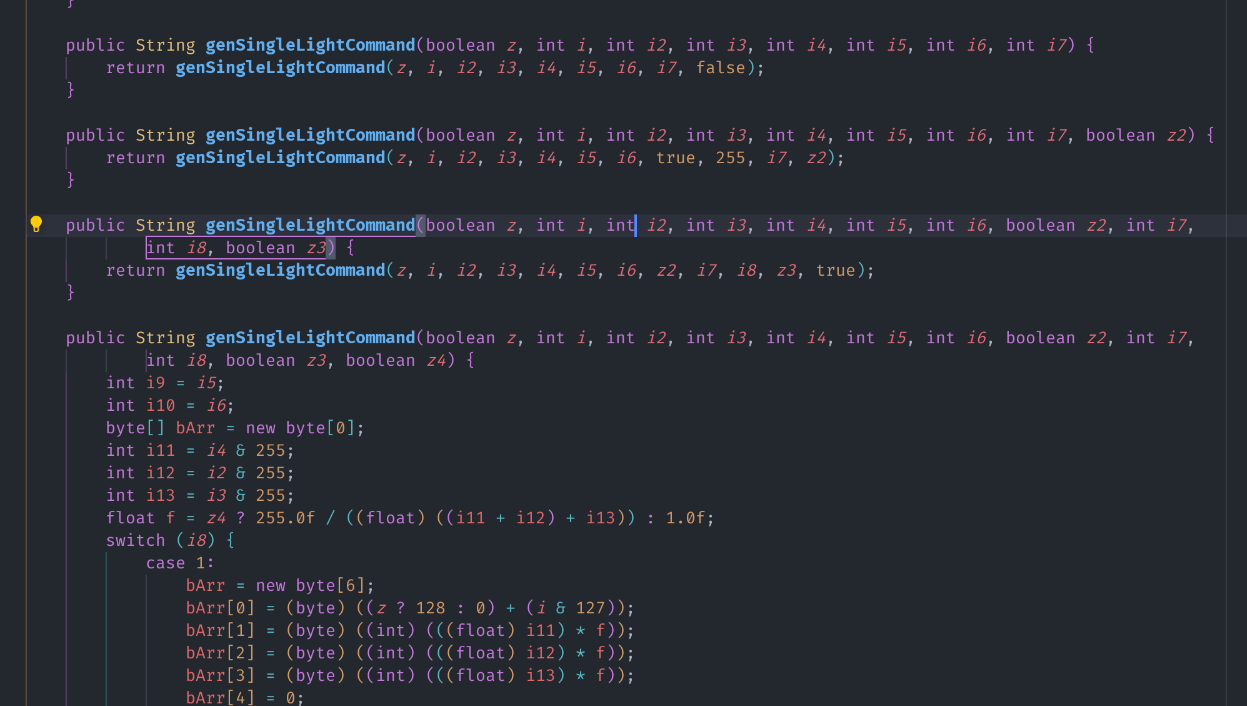 }
public String genSingleLightCommand(boolean z, int i, int i2, int i3, int i4, int i5, int i6, int i7) {
return genSingleLightCommand(z, i, i2, i3, i4, i5, i6, i7, false);
}
public String genSingleLightCommand(boolean z, int i, int i2, int i3, int i4, int i5, int i6, int i7, boolean z2) {
return genSingleLightCommand(z, i, i2, i3, i4, i5, i6, true, 255, i7, z2);
}
public String genSingleLightCommand(boolean z, int i, int i2, int i3, int i4, int i5, int i6, boolean z2, int i7,
int i8, boolean z3) {
return genSingleLightCommand(z, i, i2, i3, i4, i5, i6, z2, i7, i8, z3, true);
}
public String genSingleLightCommand(boolean z, int i, int i2, int i3, int i4, int i5, int i6, boolean z2, int i7,
int i8, boolean z3, boolean z4) {
int i9 = i5;
int i10 = i6;
byte[] bArr = new byte[0];
int i11 = i4 & 255;
int i12 = i2 & 255;
int i13 = i3 & 255;
float f = z4 ? 255.0f / ((float) ((i11 + i12) + i13)) : 1.0f;
switch (i8) {
case 1:
bArr = new byte[6];
bArr[0] = (byte) ((z ? 128 : 0) + (i & 127));
bArr[1] = (byte) ((int) (((float) i11) * f));
bArr[2] = (byte) ((int) (((float) i12) * f));
bArr[3] = (byte) ((int) (((float) i13) * f));
bArr[4] = 0;